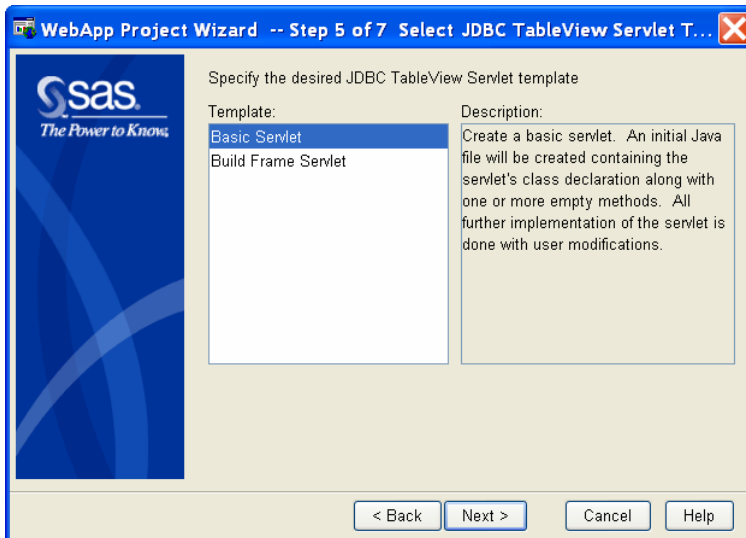 WebApp Project Wizard -- Step 5 of 7 Select JDBC TableView Servlet T...
sas.
The Power to Know.
Specify the desired JDBC TableView Servlet template
Template:
Basic Servlet
Build Frame Servlet
Description:
Create a basic servlet. An initial Java
file will be created containing the
servlet's class declaration along with
one or more empty methods. All
further implementation of the servlet is
done with user modifications.
< Back
Next >
Cancel
Help